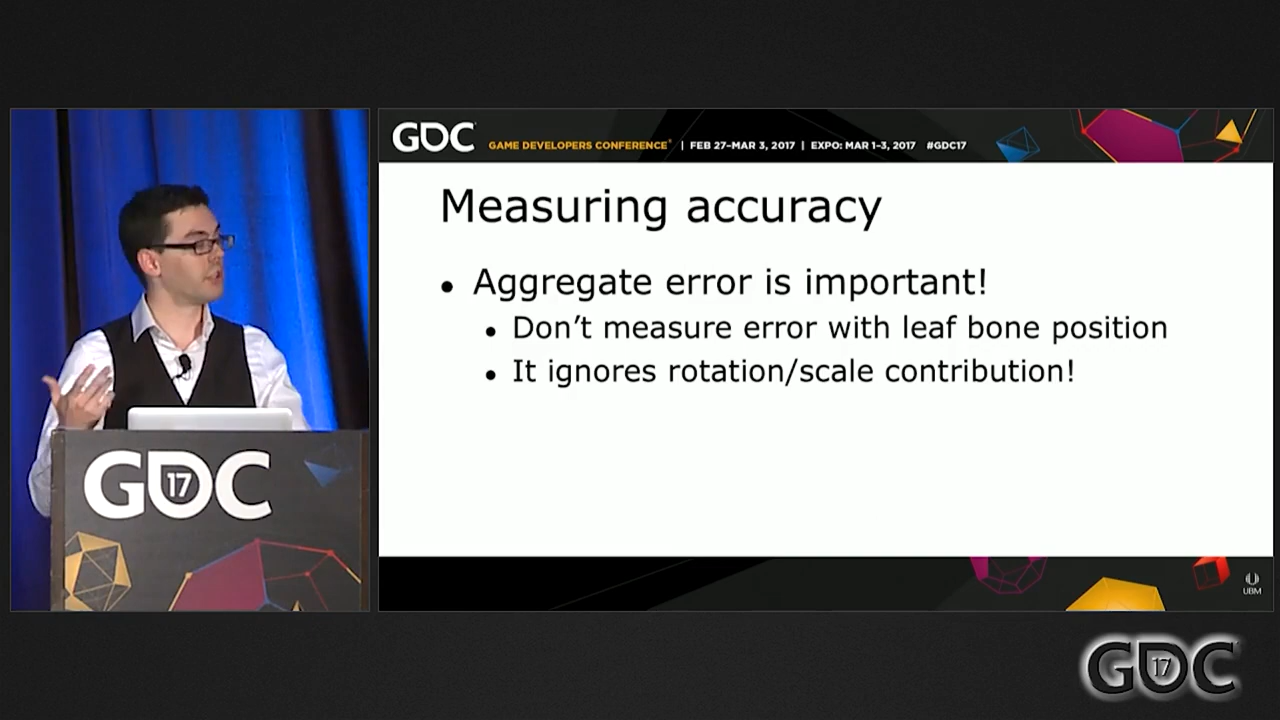 GDC
GAME DEVELOPERS CONFERENCE® | FEB 27–MAR 3, 2017 | EXPO: MAR 1–3, 2017 #GDC17
Measuring accuracy
• Aggregate error is important!
• Don’t measure error with leaf bone position
• It ignores rotation/scale contribution!
GDC
17
UBM
GDC
17